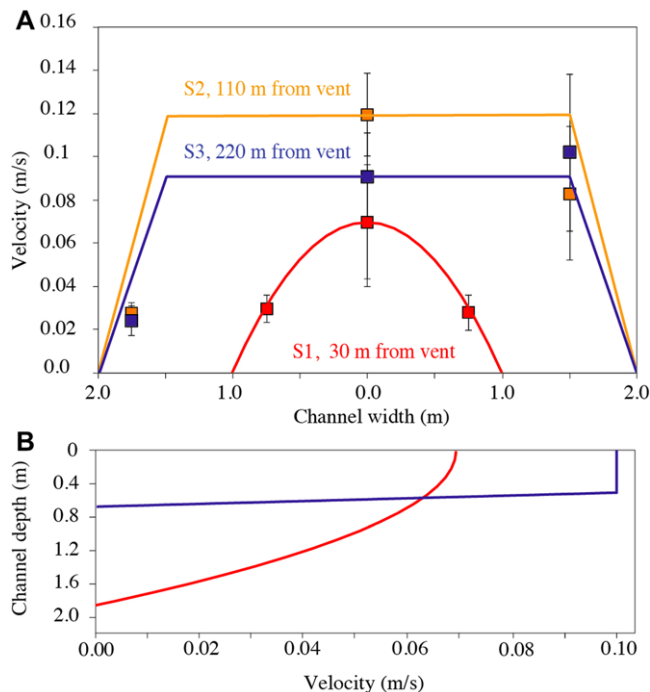 A
0.16
0.14
0.12
0.1
0.08
0.06
0.04
0.02
0.0
Velocity (m/s)
S2, 110 m from vent
S3, 220 m from vent
S1, 30 m from vent
2.0 1.0 0.0 1.0 2.0
Channel width (m)
B
0
0.4
0.8
1.2
1.6
2.0
Channel depth (m)
0.00 0.02 0.04 0.06 0.08 0.10
Velocity (m/s)